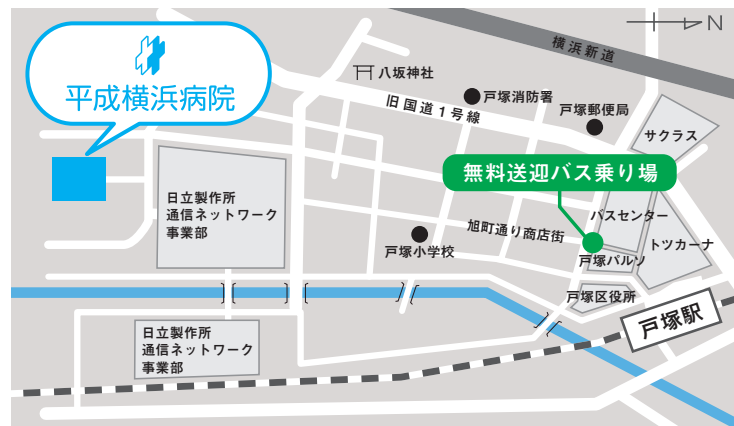 N
横浜新道
平成横浜病院
八坂神社
戸塚消防署
旧国道1号線
戸塚郵便局
サクラス
無料送迎バス乗り場
日立製作所
通信ネットワーク
事業部
バスセンター
旭町通り商店街
トツカーナ
戸塚小学校
戸塚パルソ
戸塚区役所
戸塚駅
日立製作所
通信ネットワーク
事業部